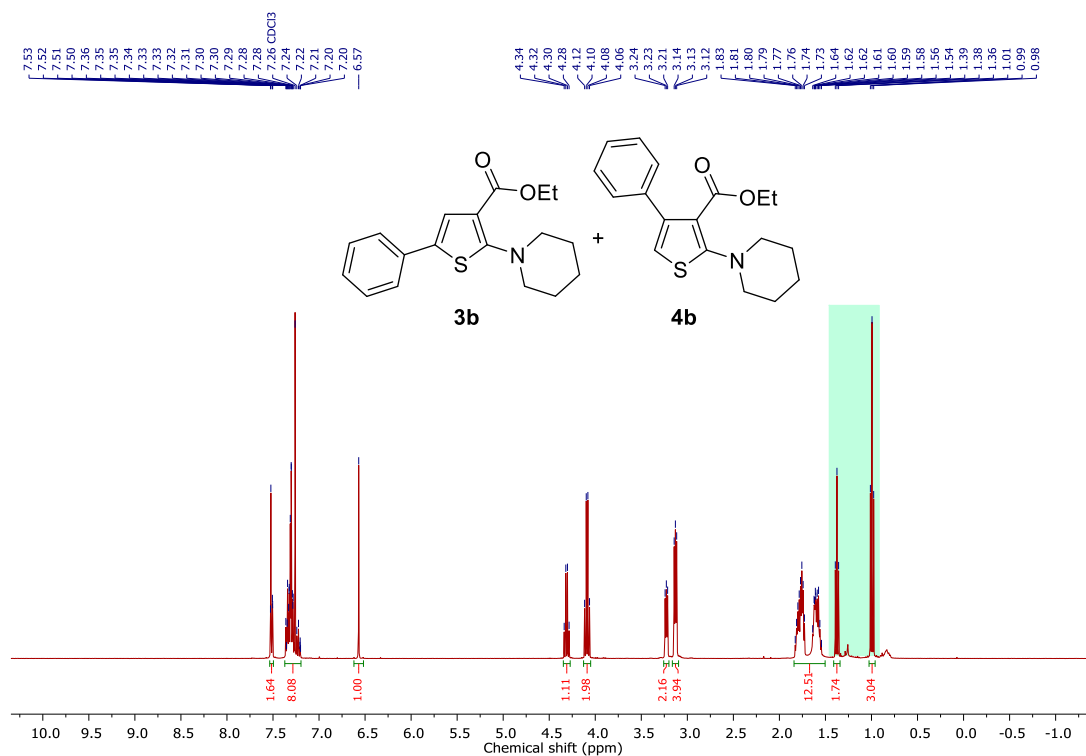 7.53 7.52 7.51 7.50 7.36 7.35 7.35 7.34 7.33 7.33 7.32 7.31 7.30 7.30 7.29 7.28 7.28 7.26 CDCl3 7.24 7.22 7.21 7.20 7.20 6.57 4.34 4.32 4.30 4.28 4.12 4.10 4.08 4.06 3.24 3.23 3.21 3.14 3.13 3.12 1.83 1.81 1.80 1.79 1.77 1.76 1.74 1.73 1.64 1.62 1.62 1.61 1.60 1.59 1.58 1.56 1.54 1.39 1.38 1.36 1.01 0.99 0.98
O
OEt
S
N
3b
+
O
OEt
S
N
4b
1.64 8.08 1.00 1.11 1.98 2.16 3.94 12.51 1.74 3.04
10.0 9.5 9.0 8.5 8.0 7.5 7.0 6.5 6.0 5.5 5.0 4.5 4.0 3.5 3.0 2.5 2.0 1.5 1.0 0.5 0.0 -0.5 -1.0
Chemical shift (ppm)